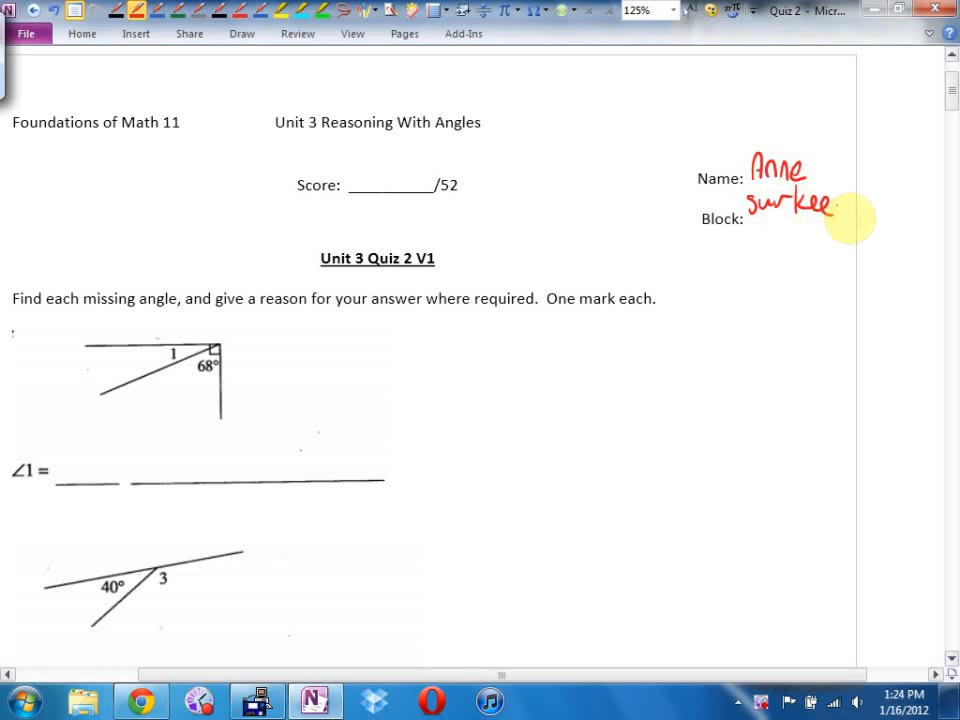 125% Quiz 2 - Micr...
File Home Insert Share Draw Review View Pages Add-Ins
Foundations of Math 11 Unit 3 Reasoning With Angles
Score: __________/52
Name: Anne
surkee
Block:
Unit 3 Quiz 2 V1
Find each missing angle, and give a reason for your answer where required. One mark each.
1
68°
∠1 = _____ ____________________
40° 3
1:24 PM
1/16/2012